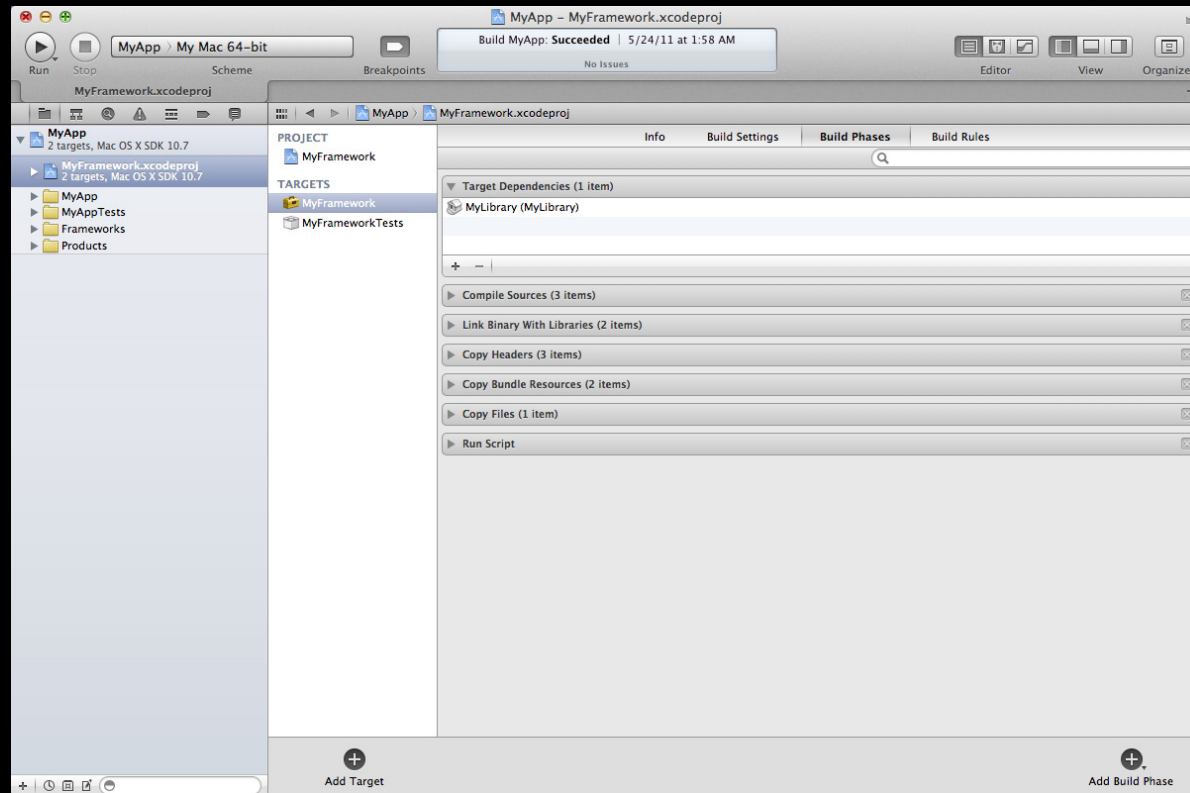 MyApp – MyFramework.xcodeproj
MyApp 〉 My Mac 64-bit
Build MyApp: Succeeded | 5/24/11 at 1:58 AM
No Issues
Run
Stop
Scheme
Breakpoints
Editor
View
Organize
MyFramework.xcodeproj
MyApp 〉 MyFramework.xcodeproj
MyApp
2 targets, Mac OS X SDK 10.7
MyFramework.xcodeproj
2 targets, Mac OS X SDK 10.7
MyApp
MyAppTests
Frameworks
Products
PROJECT
MyFramework
TARGETS
MyFramework
MyFrameworkTests
Info
Build Settings
Build Phases
Build Rules
Target Dependencies (1 item)
MyLibrary (MyLibrary)
Compile Sources (3 items)
Link Binary With Libraries (2 items)
Copy Headers (3 items)
Copy Bundle Resources (2 items)
Copy Files (1 item)
Run Script
Add Target
Add Build Phase